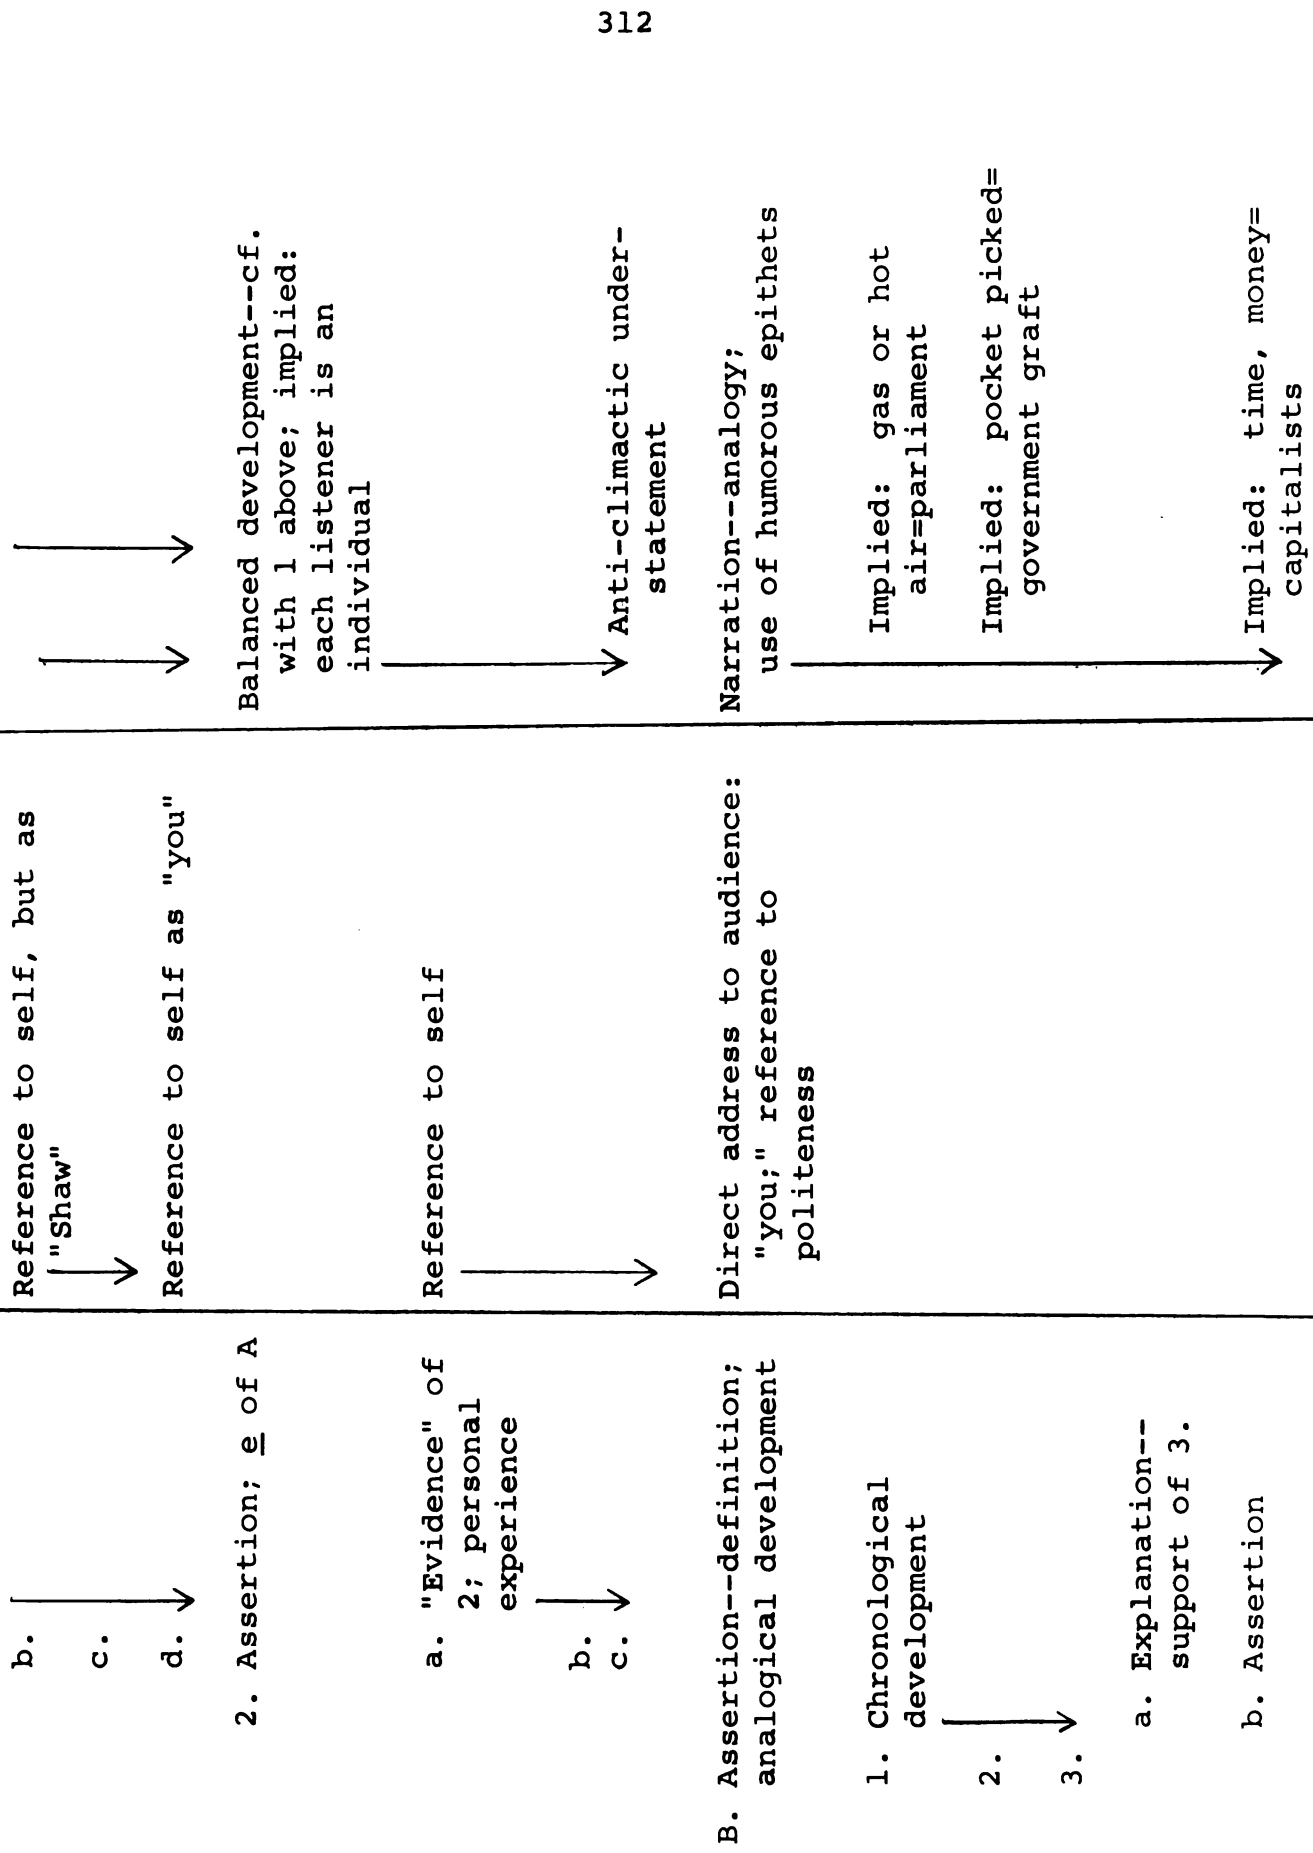 312
b.
c.
d.
2. Assertion; e of A
a. "Evidence" of
2; personal
experience
b.
c.
B. Assertion--definition;
analogical development
1. Chronological
development
2.
3.
a. Explanation--
support of 3.
b. Assertion
Reference to self, but as
"Shaw"
Reference to self as "you"
Reference to self
Direct address to audience:
"you;" reference to
politeness
Balanced development--cf.
with 1 above; implied:
each listener is an
individual
Anti-climactic under-
statement
Narration--analogy;
use of humorous epithets
Implied: gas or hot
air=parliament
Implied: pocket picked=
government graft
Implied: time, money=
capitalists